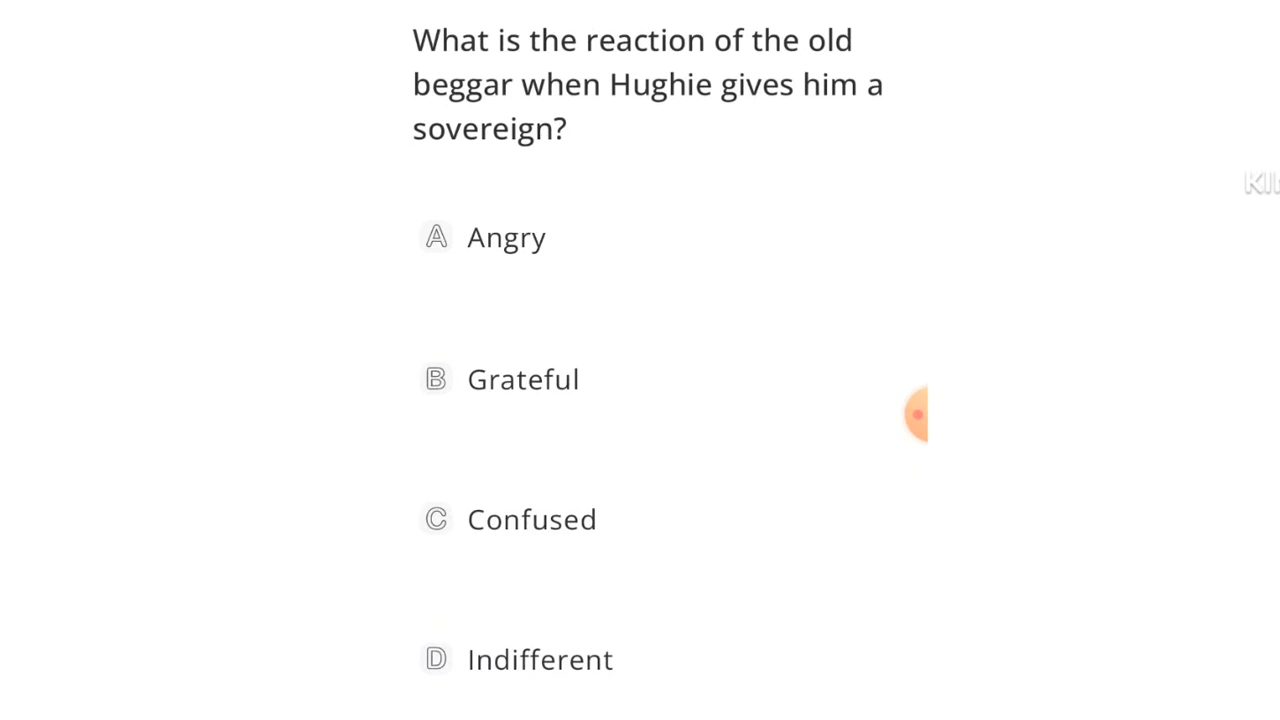 What is the reaction of the old
beggar when Hughie gives him a
sovereign?
A Angry
B Grateful
C Confused
D Indifferent